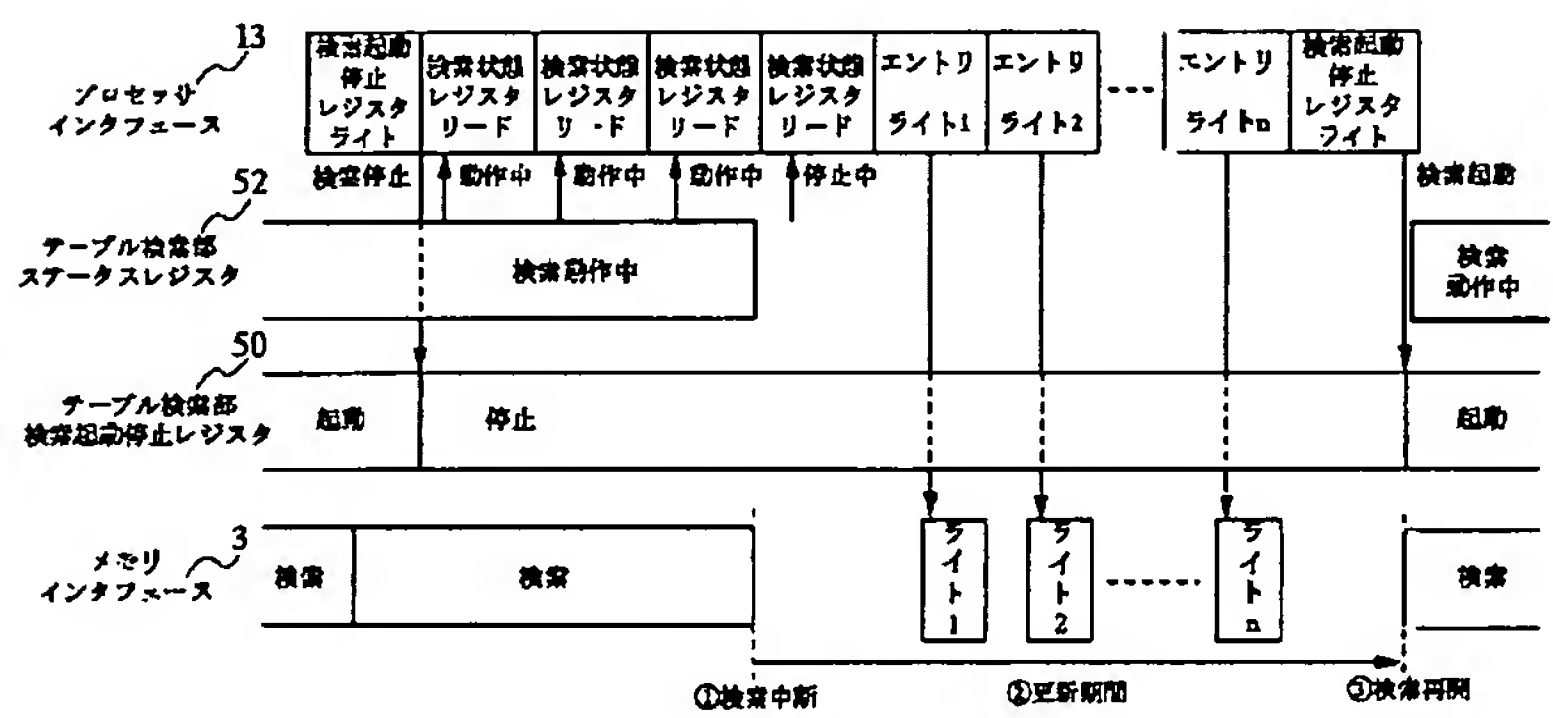 13
プロセッサ
インタフェース
検索起動
停止
レジスタ
ライト
検索状態
レジスタ
リード
検索状態
レジスタ
リード
検索状態
レジスタ
リード
検索状態
レジスタ
リード
エントリ
ライト1
エントリ
ライト2
エントリ
ライトn
検索起動
停止
レジスタ
ライト
検索停止
動作中
動作中
動作中
停止中
検索起動
52
テーブル検索部
ステータスレジスタ
検索動作中
検索
動作中
50
テーブル検索部
検索起動停止レジスタ
起動
停止
起動
3
メモリ
インタフェース
検索
検索
ライト1
ライト2
ライトn
検索
①検索中断
②更新期間
③検索再開